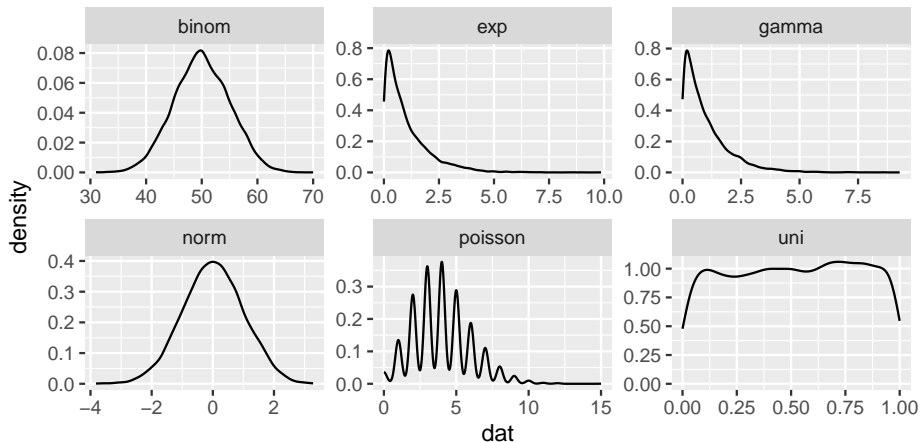 binom
exp
gamma
0.08
0.06
0.04
0.02
0.00
30 40 50 60 70
0.8
0.6
0.4
0.2
0.0
0.0 2.5 5.0 7.5 10.0
0.8
0.6
0.4
0.2
0.0
0.0 2.5 5.0 7.5
density
norm
poisson
uni
0.4
0.3
0.2
0.1
0.0
−4 −2 0 2
0.3
0.2
0.1
0.0
0 5 10 15
1.00
0.75
0.50
0.25
0.00
0.00 0.25 0.50 0.75 1.00
dat